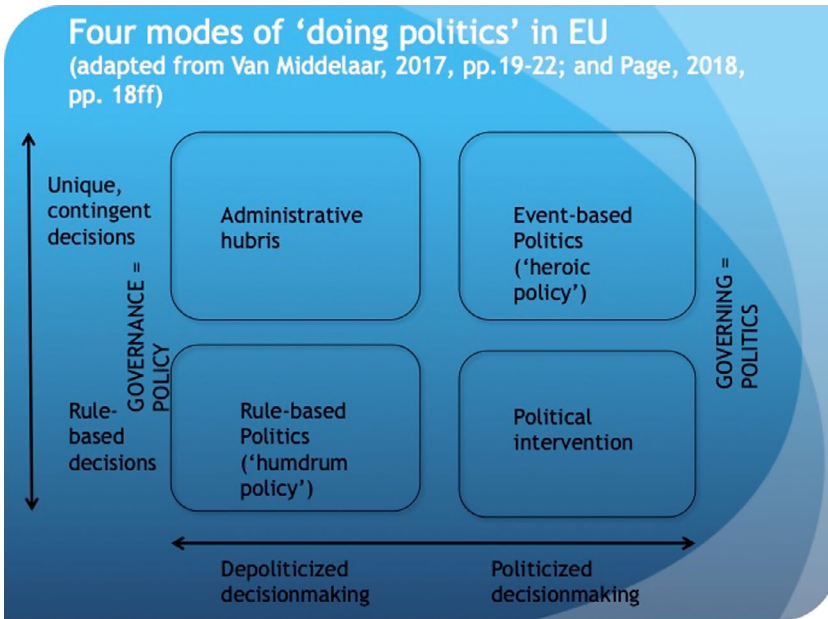 Four modes of ‘doing politics’ in EU
(adapted from Van Middelaar, 2017, pp.19-22; and Page, 2018,
pp. 18ff)
Unique,
contingent
decisions
Administrative
hubris
Event-based
Politics
(‘heroic
policy’)
GOVERNANCE =
POLICY
GOVERNING =
POLITICS
Rule-
based
decisions
Rule-based
Politics
(‘humdrum
policy’)
Political
intervention
Depoliticized
decisionmaking
Politicized
decisionmaking